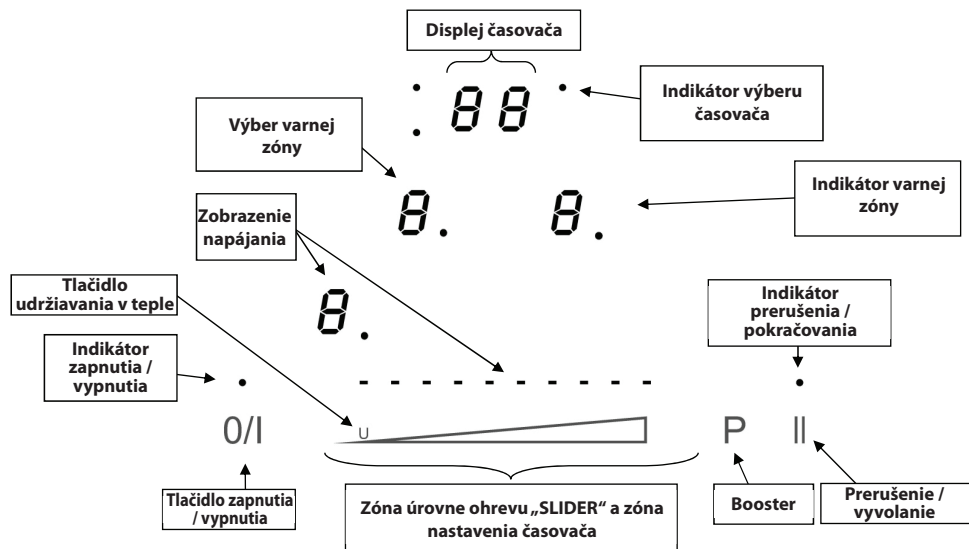 Displej časovača
88
Indikátor výberu
časovača
Výber varnej
zóny
8.
8.
Indikátor varnej
zóny
Zobrazenie
napájania
Tlačidlo
udržiavania v teple
8.
Indikátor
prerušenia /
pokračovania
Indikátor
zapnutia /
vypnutia
U
0/I
P
II
Tlačidlo zapnutia
/ vypnutia
Zóna úrovne ohrevu „SLIDER“ a zóna
nastavenia časovača
Booster
Prerušenie /
vyvolanie